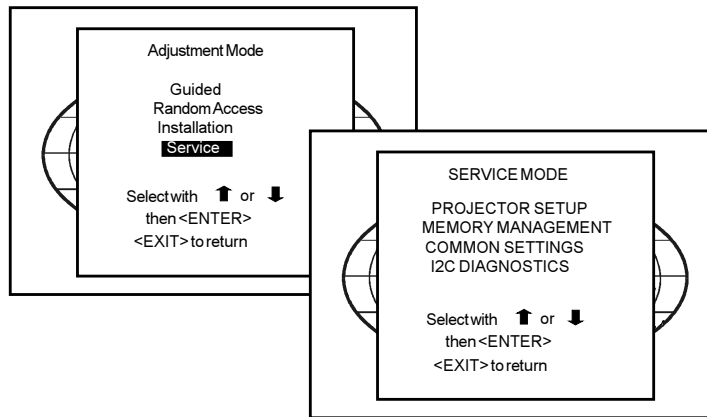 Adjustment Mode
Guided
Random Access
Installation
Service
Select with ⬆ or ⬇
then <ENTER>
<EXIT> to return
SERVICE MODE
PROJECTOR SETUP
MEMORY MANAGEMENT
COMMON SETTINGS
I2C DIAGNOSTICS
Select with ⬆ or ⬇
then <ENTER>
<EXIT> to return